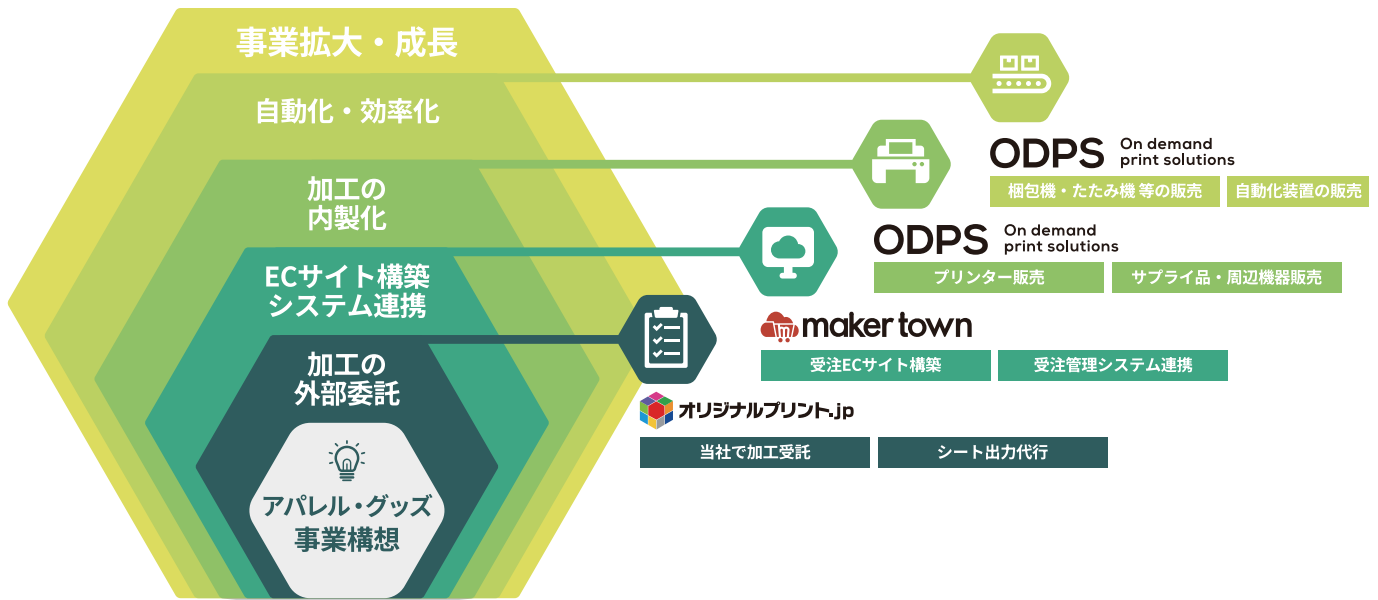 事業拡大・成長
自動化・効率化
加工の
内製化
ECサイト構築
システム連携
加工の
外部委託
アパレル・グッズ
事業構想
ODPS On demand
print solutions
梱包機・たたみ機 等の販売
自動化装置の販売
ODPS On demand
print solutions
プリンター販売
サプライ品・周辺機器販売
m maker town
受注ECサイト構築
受注管理システム連携
オリジナルプリント.jp
当社で加工受託
シート出力代行